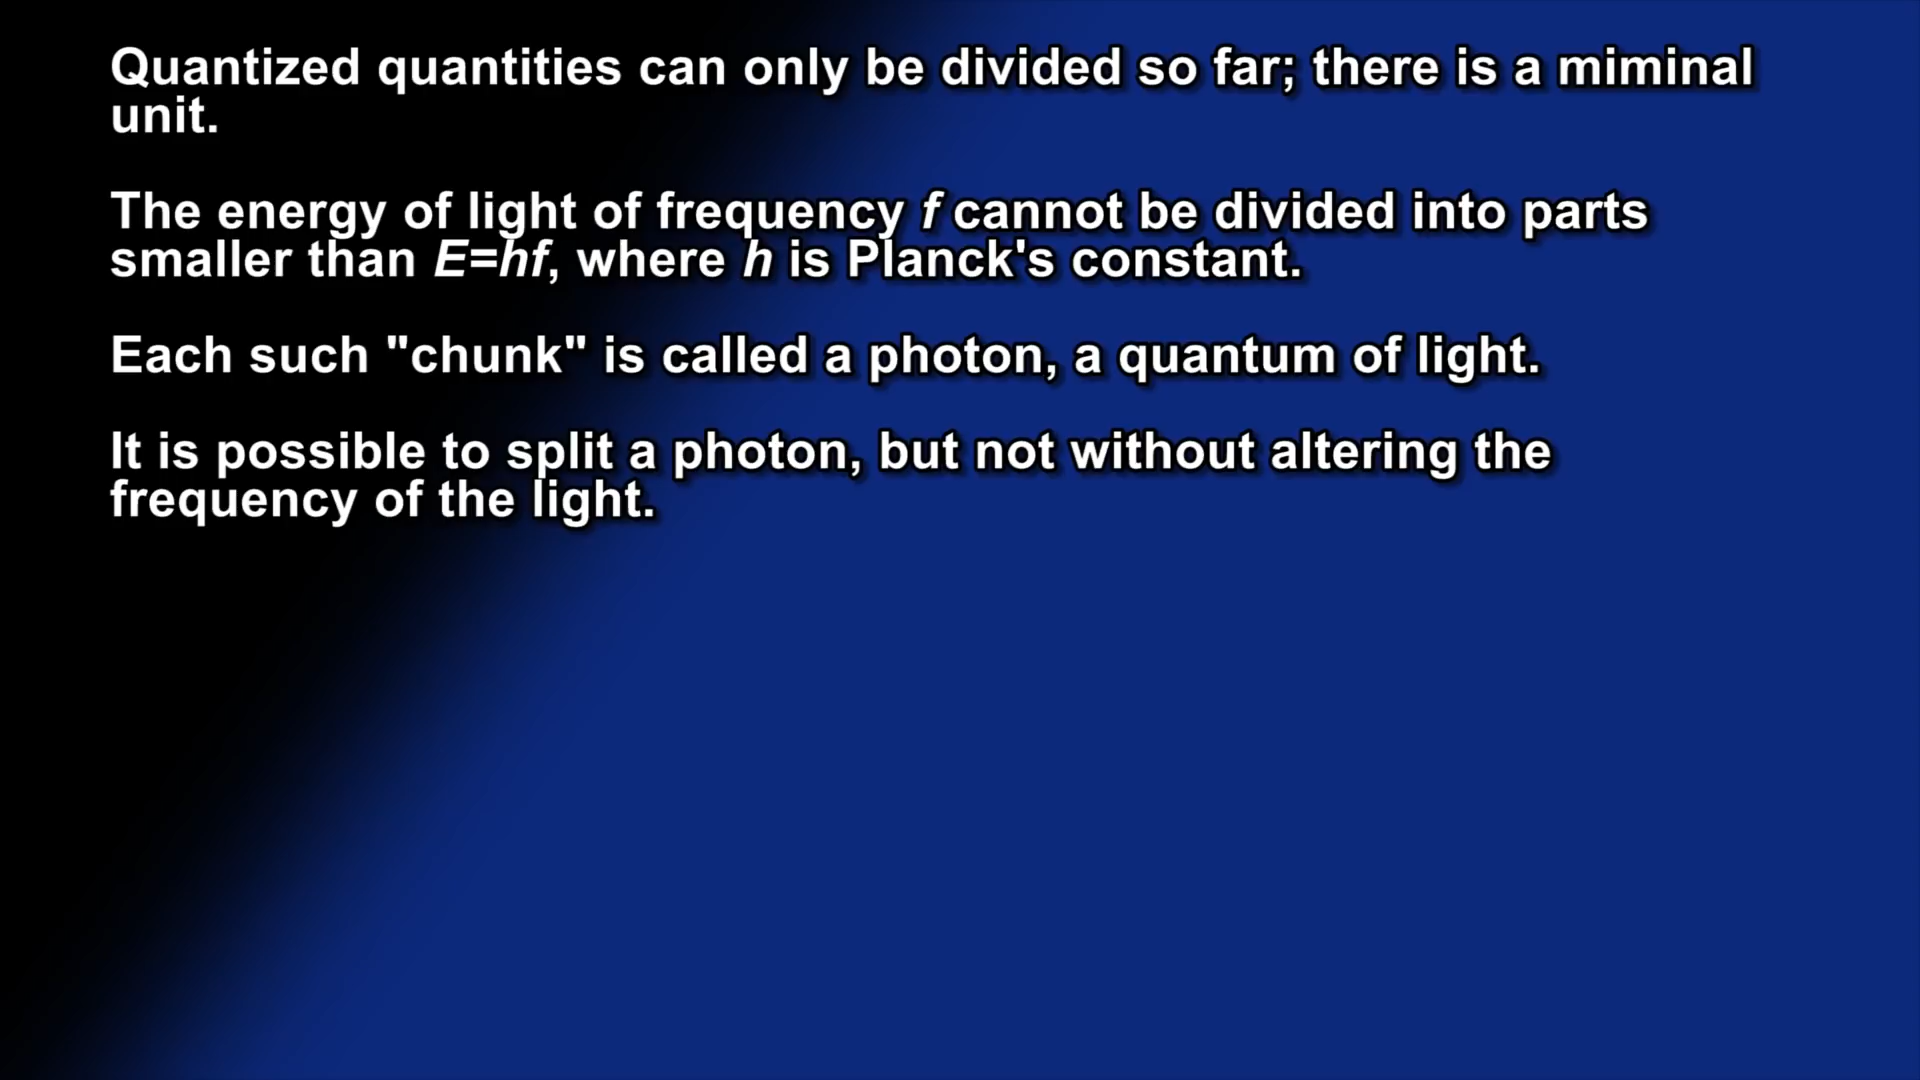 Quantized quantities can only be divided so far; there is a miminal
unit.
The energy of light of frequency f cannot be divided into parts
smaller than E=hf, where h is Planck's constant.
Each such "chunk" is called a photon, a quantum of light.
It is possible to split a photon, but not without altering the
frequency of the light.